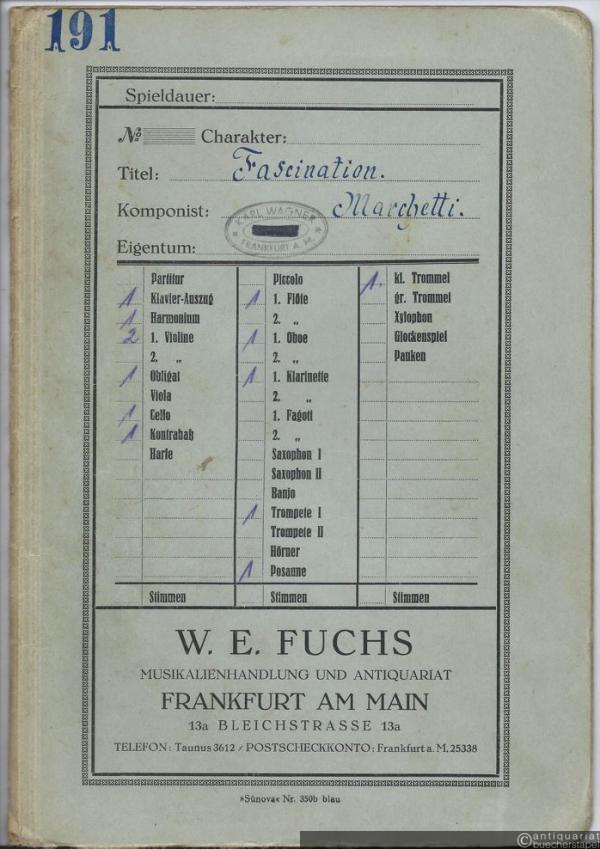 191
Spieldauer:
№ Charakter:
Titel: Fascination.
Komponist: Marchetti.
KARL WAGNER
FRANKFURT A. M.
Eigentum:
Partitur
1 Klavier-Auszug
1 Harmonium
2 1. Violine
2. „
1 Obligat
Viola
1 Cello
1 Kontrabaß
Harfe
Stimmen
Piccolo
1 1. Flöte
2. „
1 1. Oboe
2. „
1 1. Klarinette
2. „
1. Fagott
2. „
Saxophon I
Saxophon II
Banjo
1 Trompete I
Trompete II
Hörner
1 Posaune
Stimmen
1. kl. Trommel
gr. Trommel
Xylophon
Glockenspiel
Pauken
Stimmen
W. E. FUCHS
MUSIKALIENHANDLUNG UND ANTIQUARIAT
FRANKFURT AM MAIN
13a BLEICHSTRASSE 13a
TELEFON: Taunus 3612 / POSTSCHECKKONTO: Frankfurt a. M. 25338
»Sünova« Nr. 350b blau
©antiquariat
buecherstapel